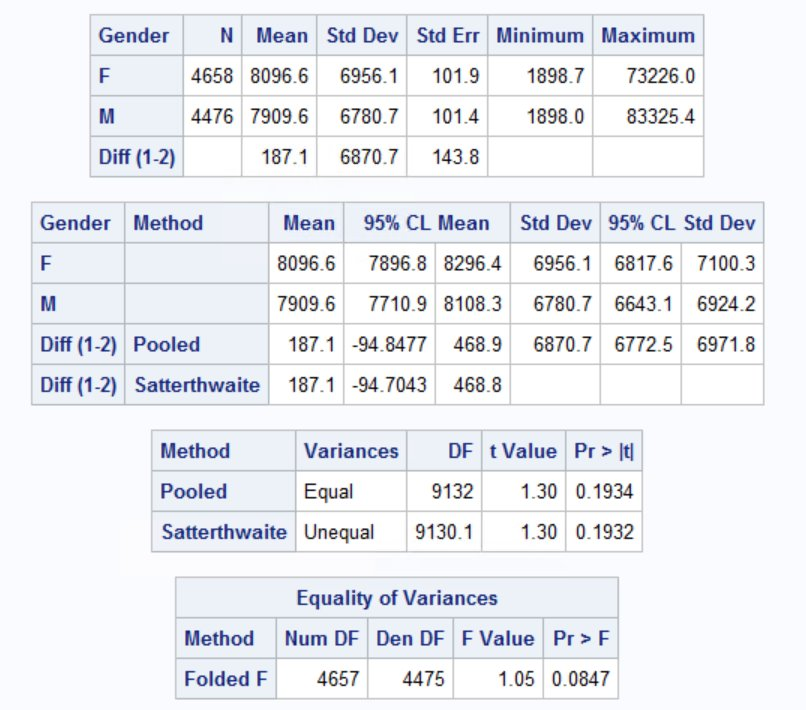 Gender N Mean Std Dev Std Err Minimum Maximum
F 4658 8096.6 6956.1 101.9 1898.7 73226.0
M 4476 7909.6 6780.7 101.4 1898.0 83325.4
Diff (1-2) 187.1 6870.7 143.8
Gender Method Mean 95% CL Mean Std Dev 95% CL Std Dev
F 8096.6 7896.8 8296.4 6956.1 6817.6 7100.3
M 7909.6 7710.9 8108.3 6780.7 6643.1 6924.2
Diff (1-2) Pooled 187.1 -94.8477 468.9 6870.7 6772.5 6971.8
Diff (1-2) Satterthwaite 187.1 -94.7043 468.8
Method Variances DF t Value Pr > |t|
Pooled Equal 9132 1.30 0.1934
Satterthwaite Unequal 9130.1 1.30 0.1932
Equality of Variances
Method Num DF Den DF F Value Pr > F
Folded F 4657 4475 1.05 0.0847